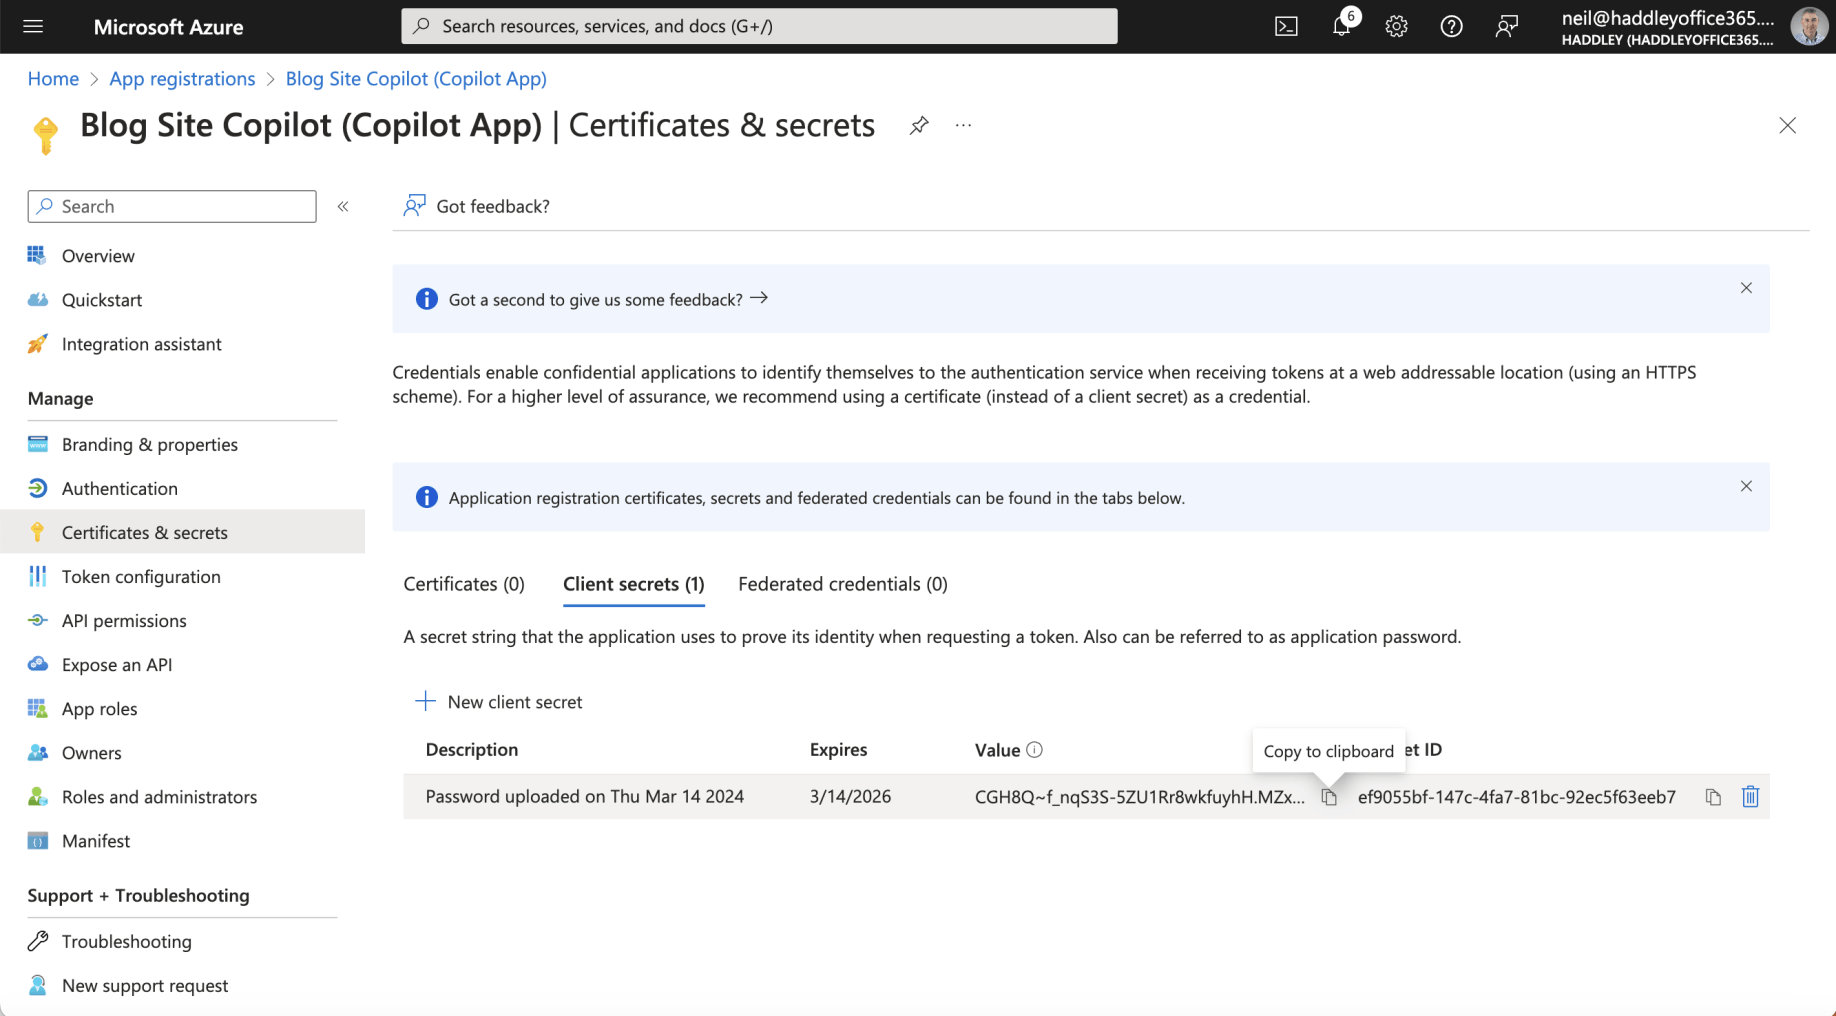 Microsoft Azure
Search resources, services, and docs (G+/)
6
neil@haddleyoffice365....
HADDLEY (HADDLEYOFFICE365....
Home > App registrations > Blog Site Copilot (Copilot App)
Blog Site Copilot (Copilot App) | Certificates & secrets
Search
Got feedback?
Overview
Quickstart
Integration assistant
Got a second to give us some feedback?
Credentials enable confidential applications to identify themselves to the authentication service when receiving tokens at a web addressable location (using an HTTPS
scheme). For a higher level of assurance, we recommend using a certificate (instead of a client secret) as a credential.
Manage
Branding & properties
Authentication
Certificates & secrets
Token configuration
API permissions
Expose an API
App roles
Owners
Roles and administrators
Manifest
Support + Troubleshooting
Troubleshooting
New support request
Application registration certificates, secrets and federated credentials can be found in the tabs below.
Certificates (0) Client secrets (1) Federated credentials (0)
A secret string that the application uses to prove its identity when requesting a token. Also can be referred to as application password.
New client secret
Description Expires Value Copy to clipboard et ID
Password uploaded on Thu Mar 14 2024 3/14/2026 CGH8Q~f_nqS3S-5ZU1Rr8wkfuyhH.MZx... ef9055bf-147c-4fa7-81bc-92ec5f63eeb7